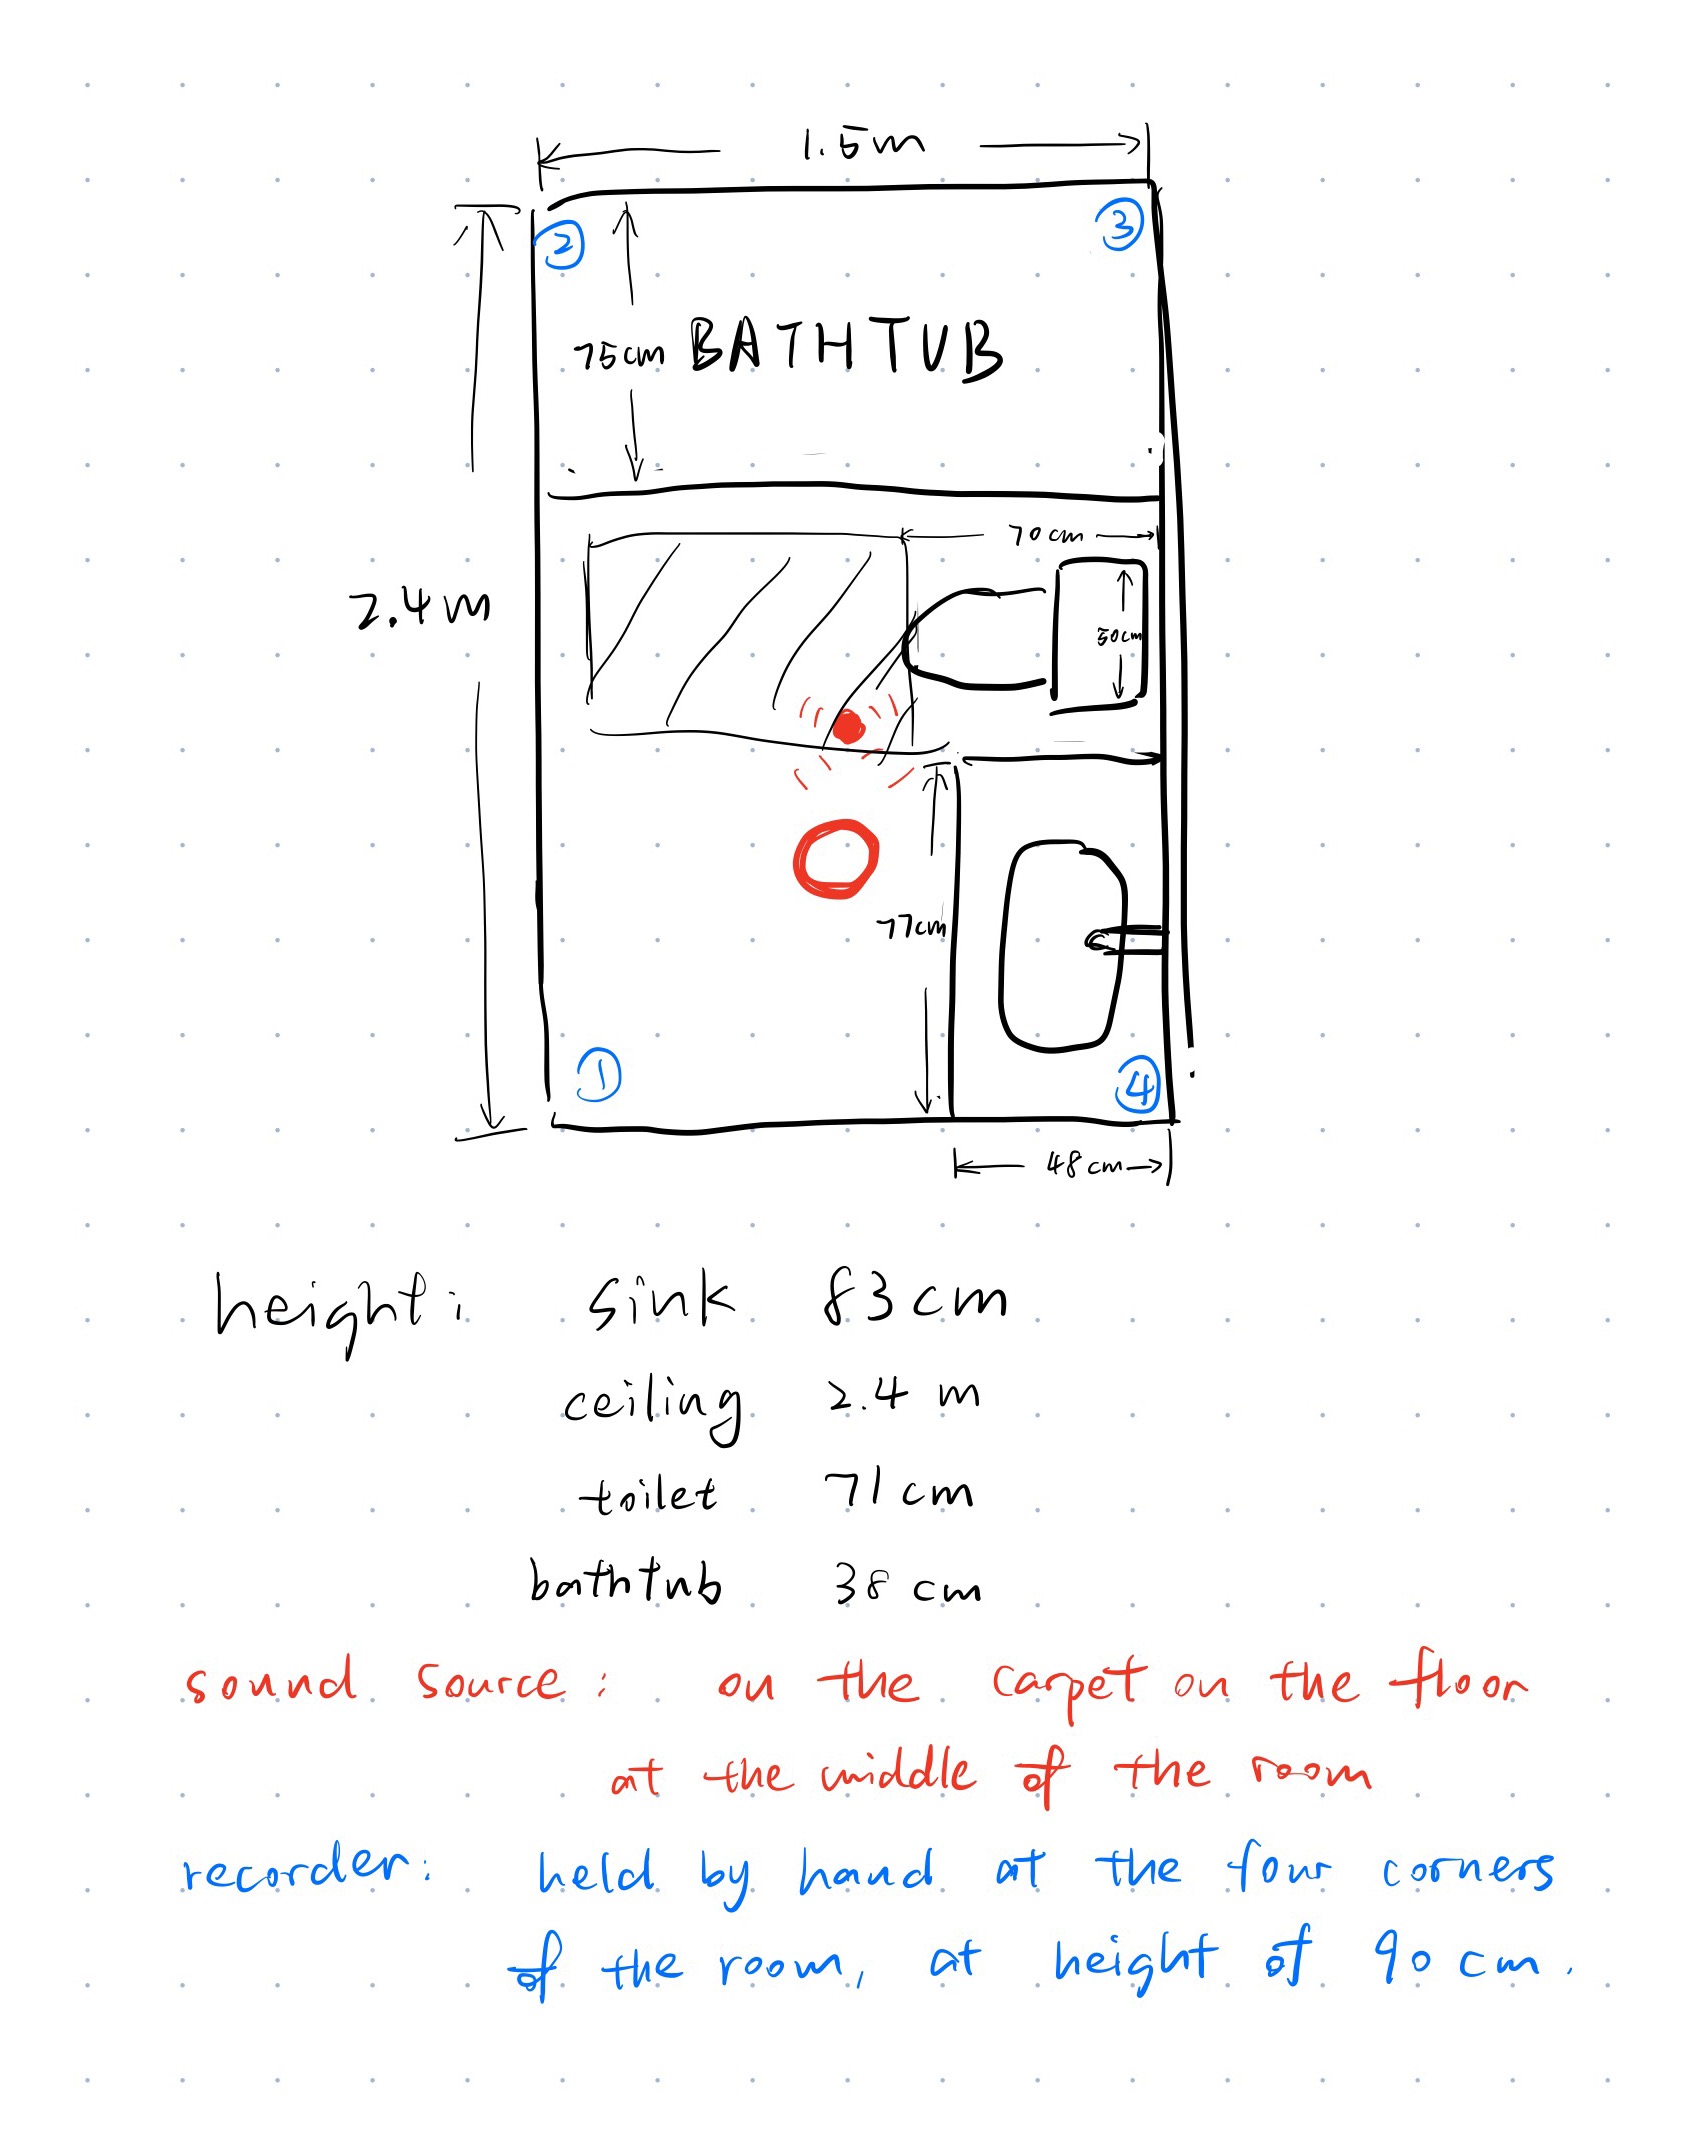 1.5m
② ③
75cm BATHTUB
70cm
2.4m
50cm
77cm
① ④
48cm
height: sink 83cm
ceiling 2.4 m
toilet 71cm
bathtub 38cm
sound source: on the carpet on the floor
at the middle of the room
recorder: held by hand at the four corners
of the room, at height of 90 cm.